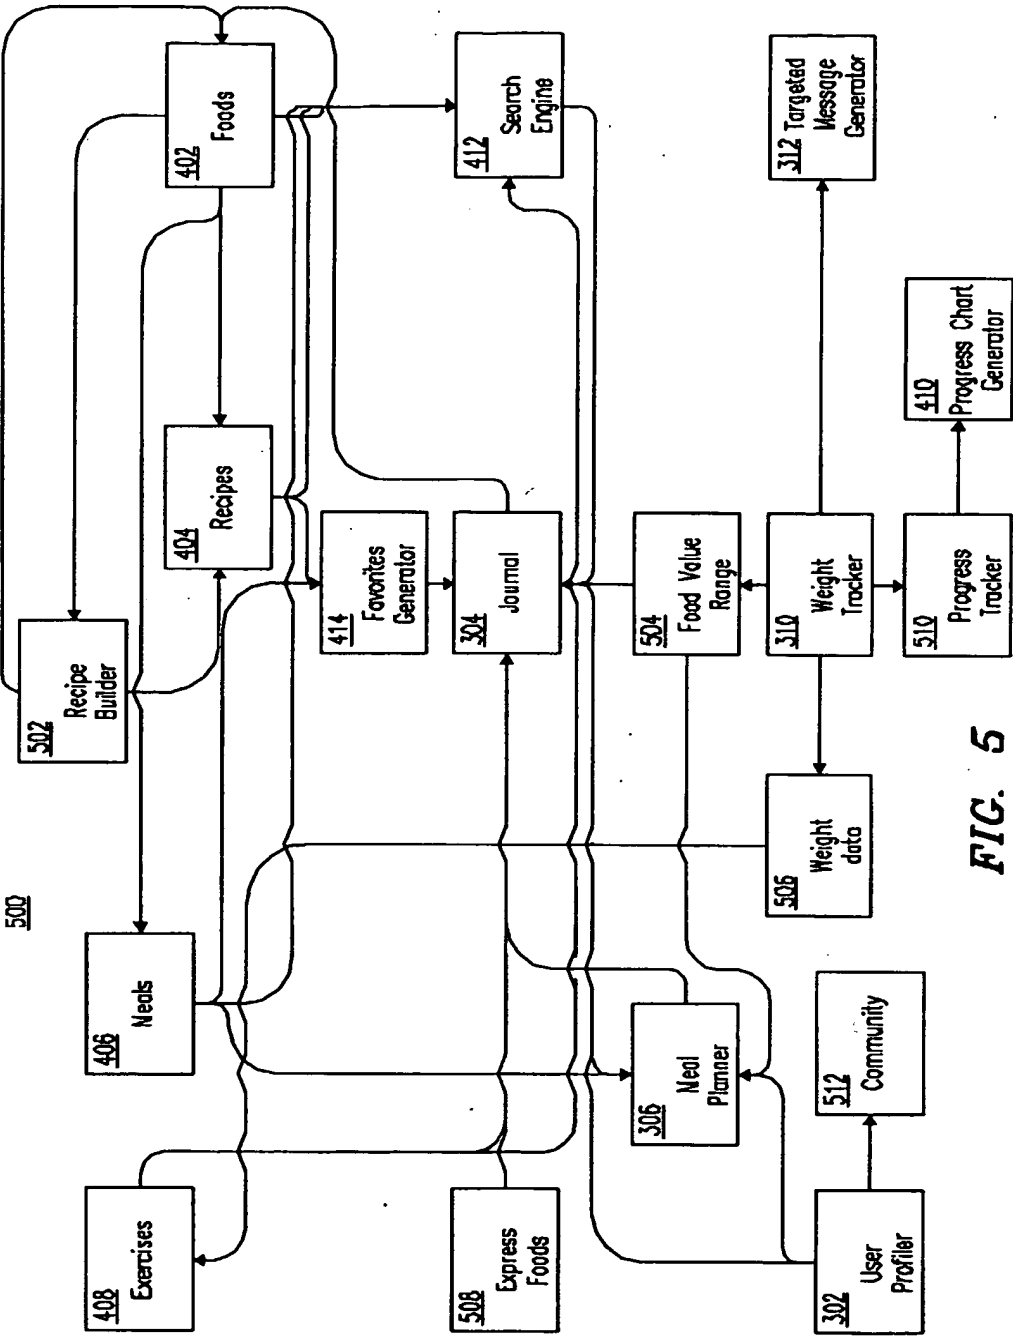 500
502
Recipe
Builder
408
Exercises
406
Neals
404
Recipes
402
Foods
414
Favorites
Generator
508
Express
Foods
304
Journal
412
Search
Engine
306
Neal
Planner
504
Food Value
Range
506
Weight
data
310
Weight
Tracker
312 Targeted
Message
Generator
302
User
Profiler
512
Community
510
Progress
Tracker
410
Progress Chart
Generator
FIG. 5